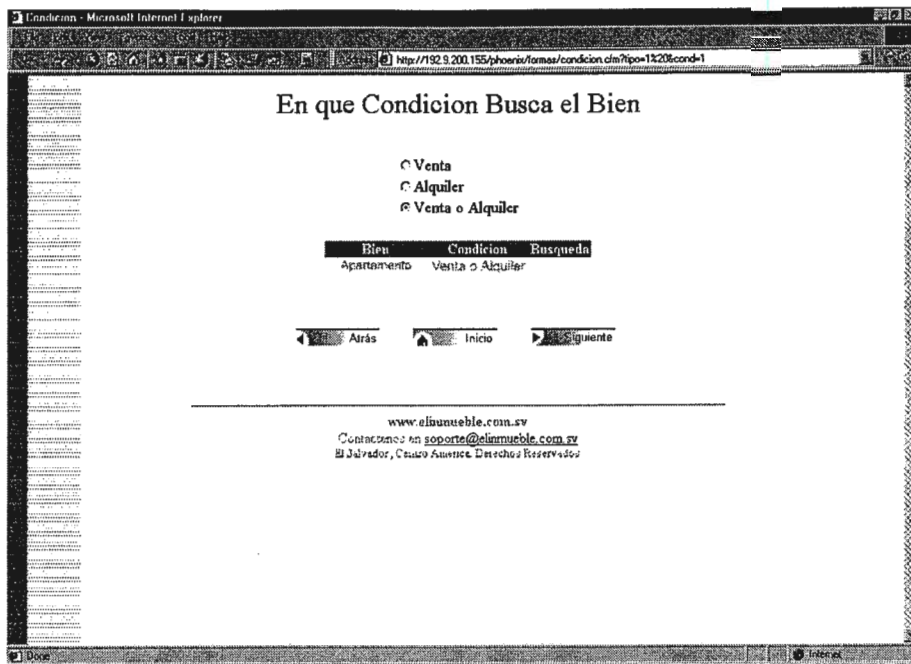 Condicion - Microsoft Internet Explorer
http://192.9.200.155/phoenix/formas/condicion.cfm?tipo=1%20&cond=1
En que Condicion Busca el Bien
Venta
Alquiler
Venta o Alquiler
Bien Condicion Busqueda
Apartamento Venta o Alquiler
Atrás Inicio Siguiente
www.elinmueble.com.sv
Contactenos en soporte@elinmueble.com.sv
El Salvador, Centro America. Derechos Reservados
Done Internet